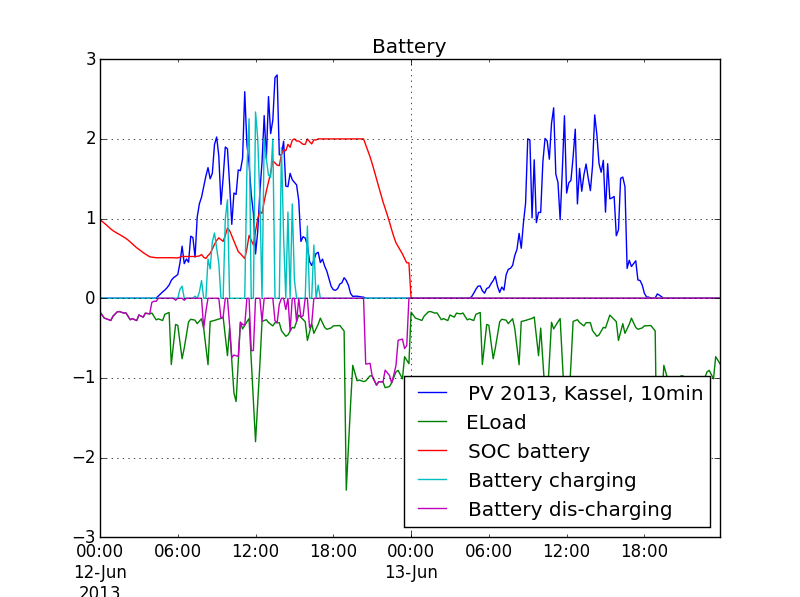 Battery
3
2
1
0
−1
−2
−3
PV 2013, Kassel, 10min
ELoad
SOC battery
Battery charging
Battery dis-charging
00:00 06:00 12:00 18:00 00:00 06:00 12:00 18:00
12-Jun 13-Jun
2013